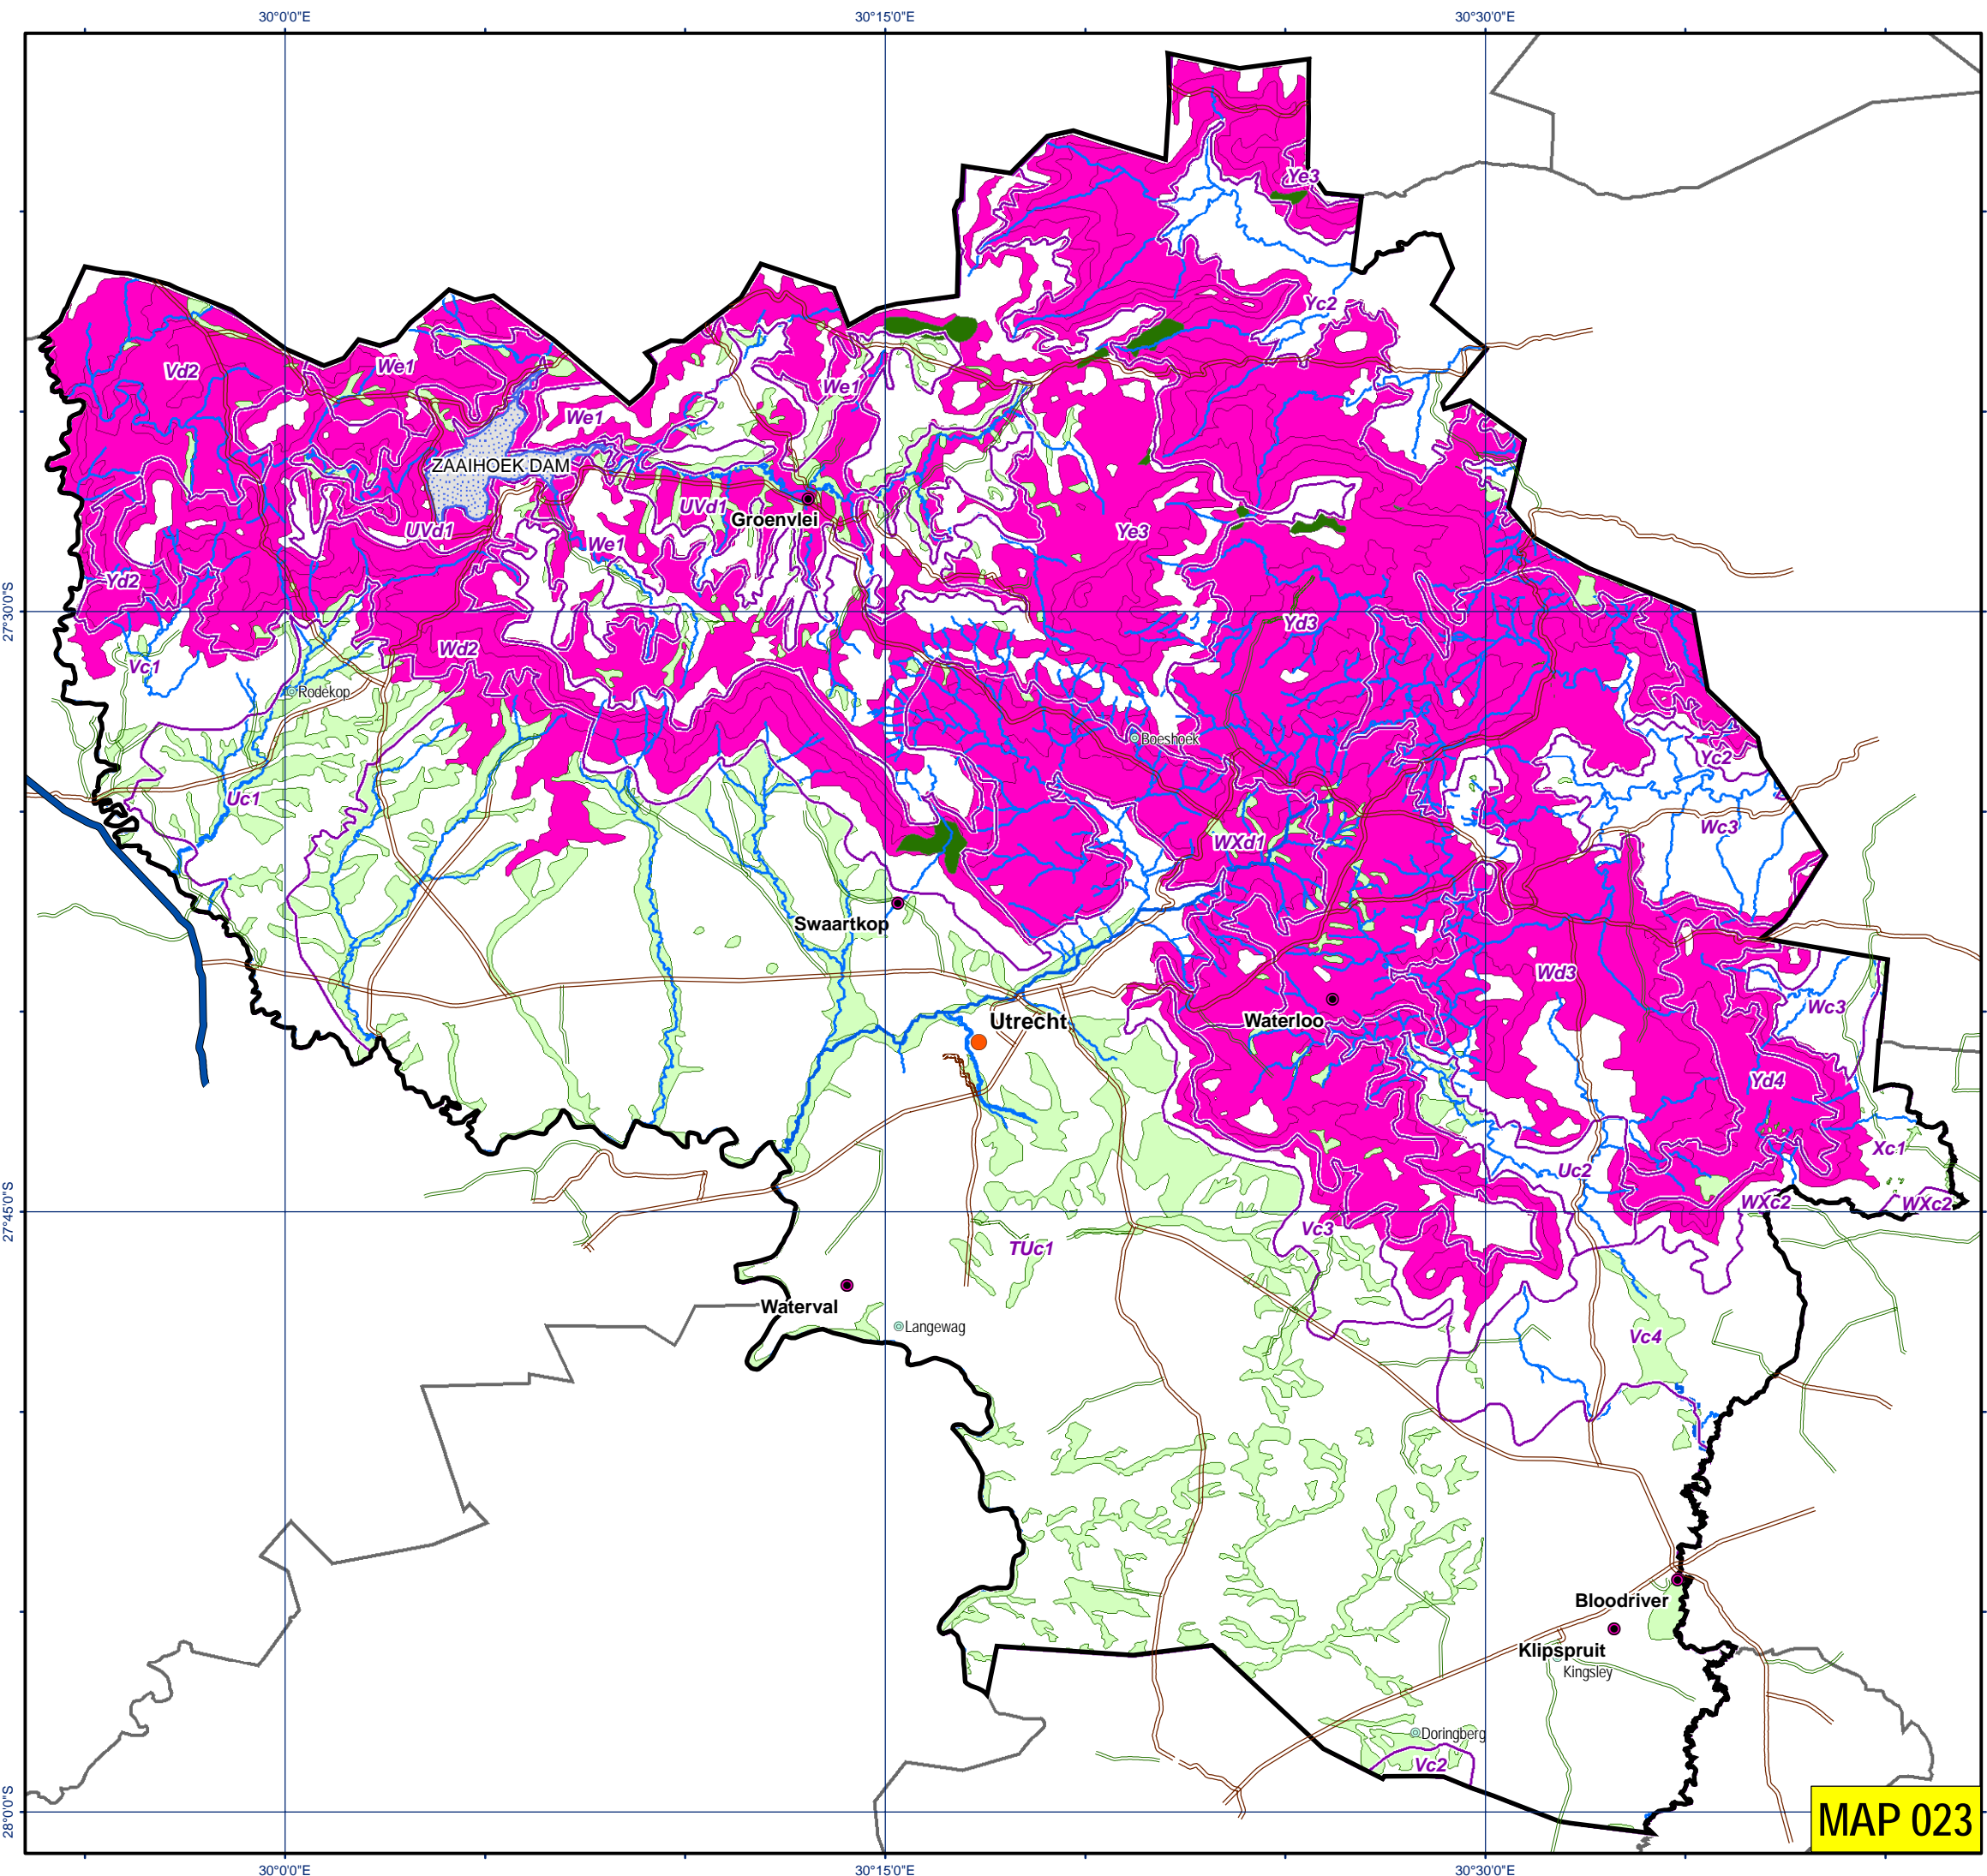 30°0'0"E
30°15'0"E
30°30'0"E
Ye3
Yc2
Vd2
We1
We1
We1
ZAAIHOEK DAM
UVd1
Groenvlei
UVd1
Ye3
We1
Yd2
27°30'0"S
Yd3
Wd2
Vc1
Rodekop
Boeshoek
Yc2
Uc1
Wc3
WXd1
Swaartkop
Wd3
Wc3
Utrecht
Waterloo
Yd4
Xc1
Uc2
27°45'0"S
WXc2
WXc2
Vc3
TUc1
Waterval
Langewag
Vc4
Bloodriver
Klipspruit
Kingsley
Doringberg
Vc2
28°0'0"S
MAP 023
30°0'0"E
30°15'0"E
30°30'0"E